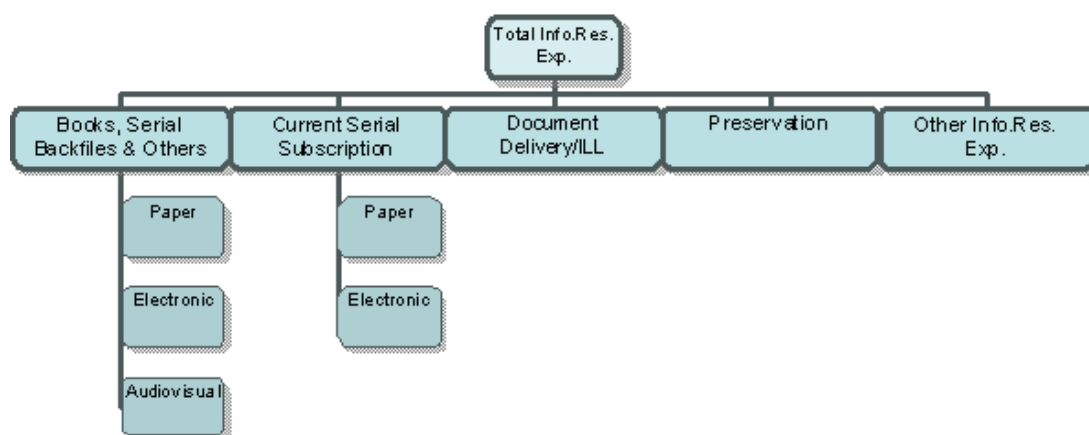 Total Info.Res.
Exp.
Books, Serial
Backfiles & Others
Current Serial
Subscription
Document
Delivery/ILL
Preservation
Other Info.Res.
Exp.
Paper
Paper
Electronic
Electronic
Audiovisual